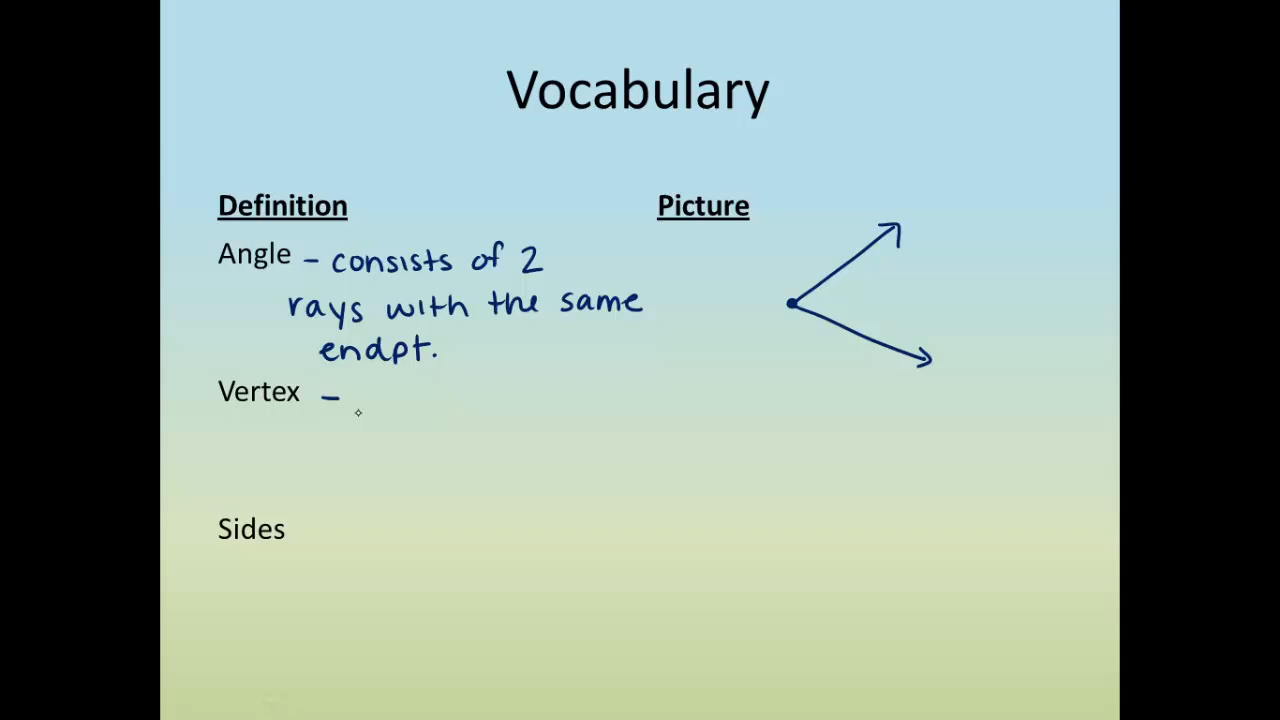 Vocabulary
Definition Picture
Angle - consists of 2
rays with the same
endpt.
Vertex -
Sides